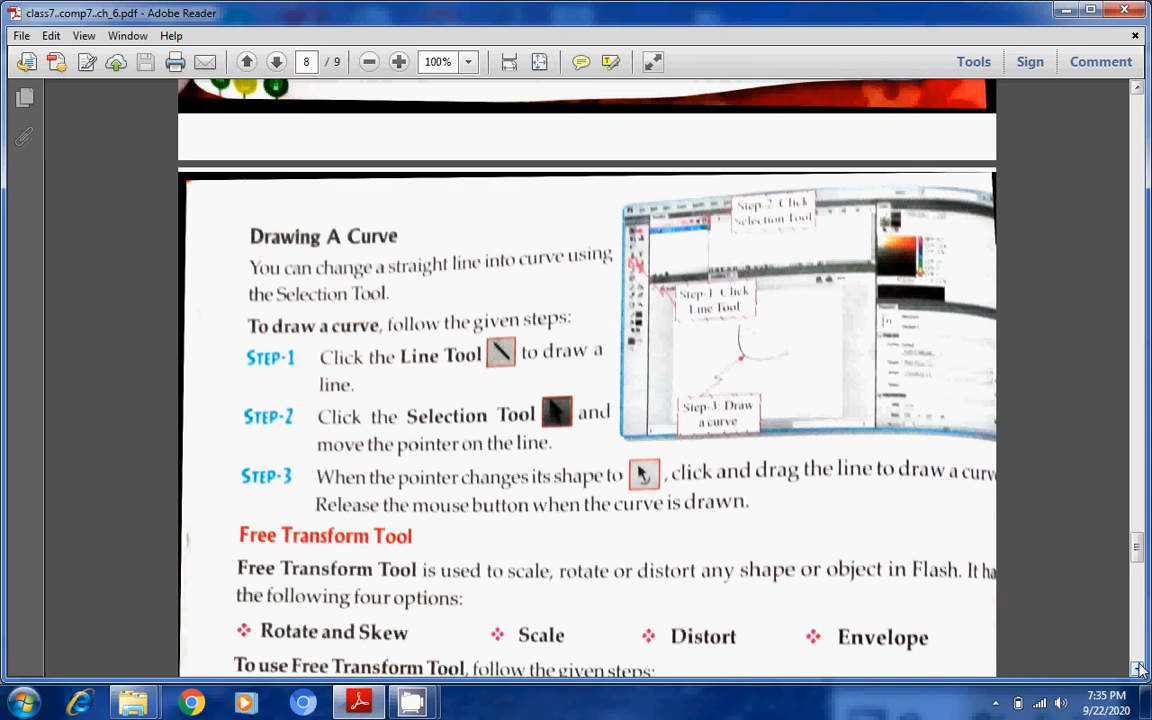 class7..comp7..ch_6.pdf - Adobe Reader
File Edit View Window Help
8 / 9 100% Tools Sign Comment
Drawing A Curve
You can change a straight line into curve using
the Selection Tool.
To draw a curve, follow the given steps:
STEP-1 Click the Line Tool to draw a
line.
STEP-2 Click the Selection Tool and
move the pointer on the line.
STEP-3 When the pointer changes its shape to , click and drag the line to draw a curv
Release the mouse button when the curve is drawn.
Step-2: Click
Selection Tool
Step-1: Click
Line Tool
Step-3: Draw
a curve
Free Transform Tool
Free Transform Tool is used to scale, rotate or distort any shape or object in Flash. It ha
the following four options:
❖ Rotate and Skew ❖ Scale ❖ Distort ❖ Envelope
To use Free Transform Tool, follow the given steps:
7:35 PM
9/22/2020